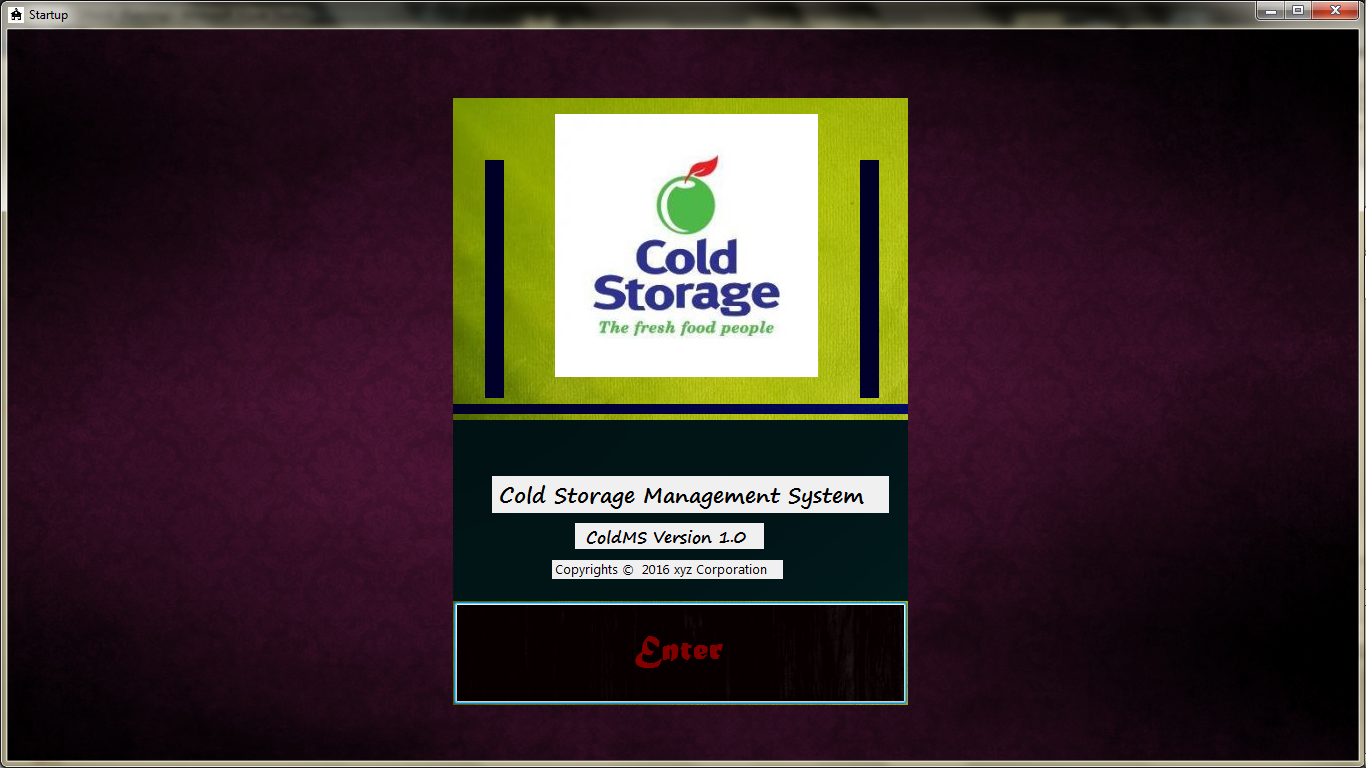 Startup
Cold
Storage
The fresh food people
Cold Storage Management System
ColdMS Version 1.0
Copyrights © 2016 xyz Corporation
Enter